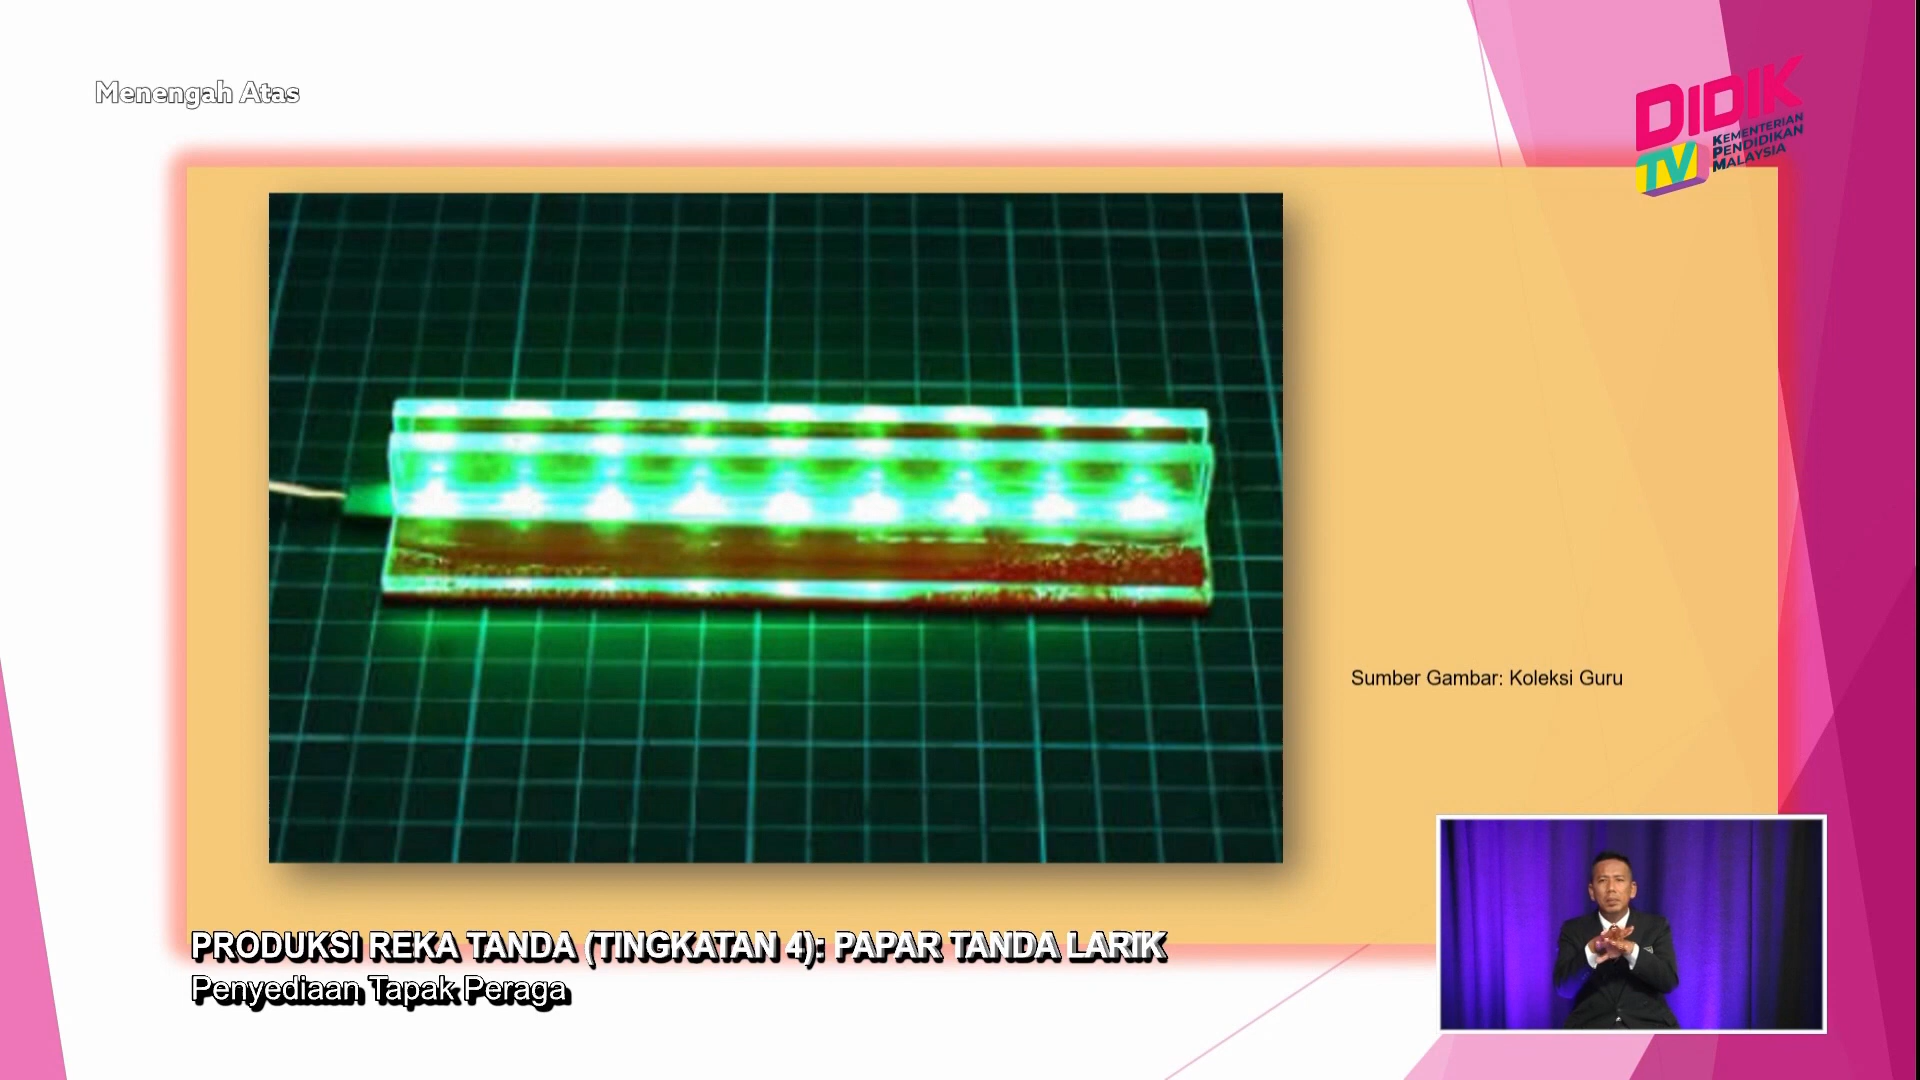 Menengah Atas
DIDIK
TV
KEMENTERIAN
PENDIDIKAN
MALAYSIA
Sumber Gambar: Koleksi Guru
PRODUKSI REKA TANDA (TINGKATAN 4): PAPAR TANDA LARIK
Penyediaan Tapak Peraga